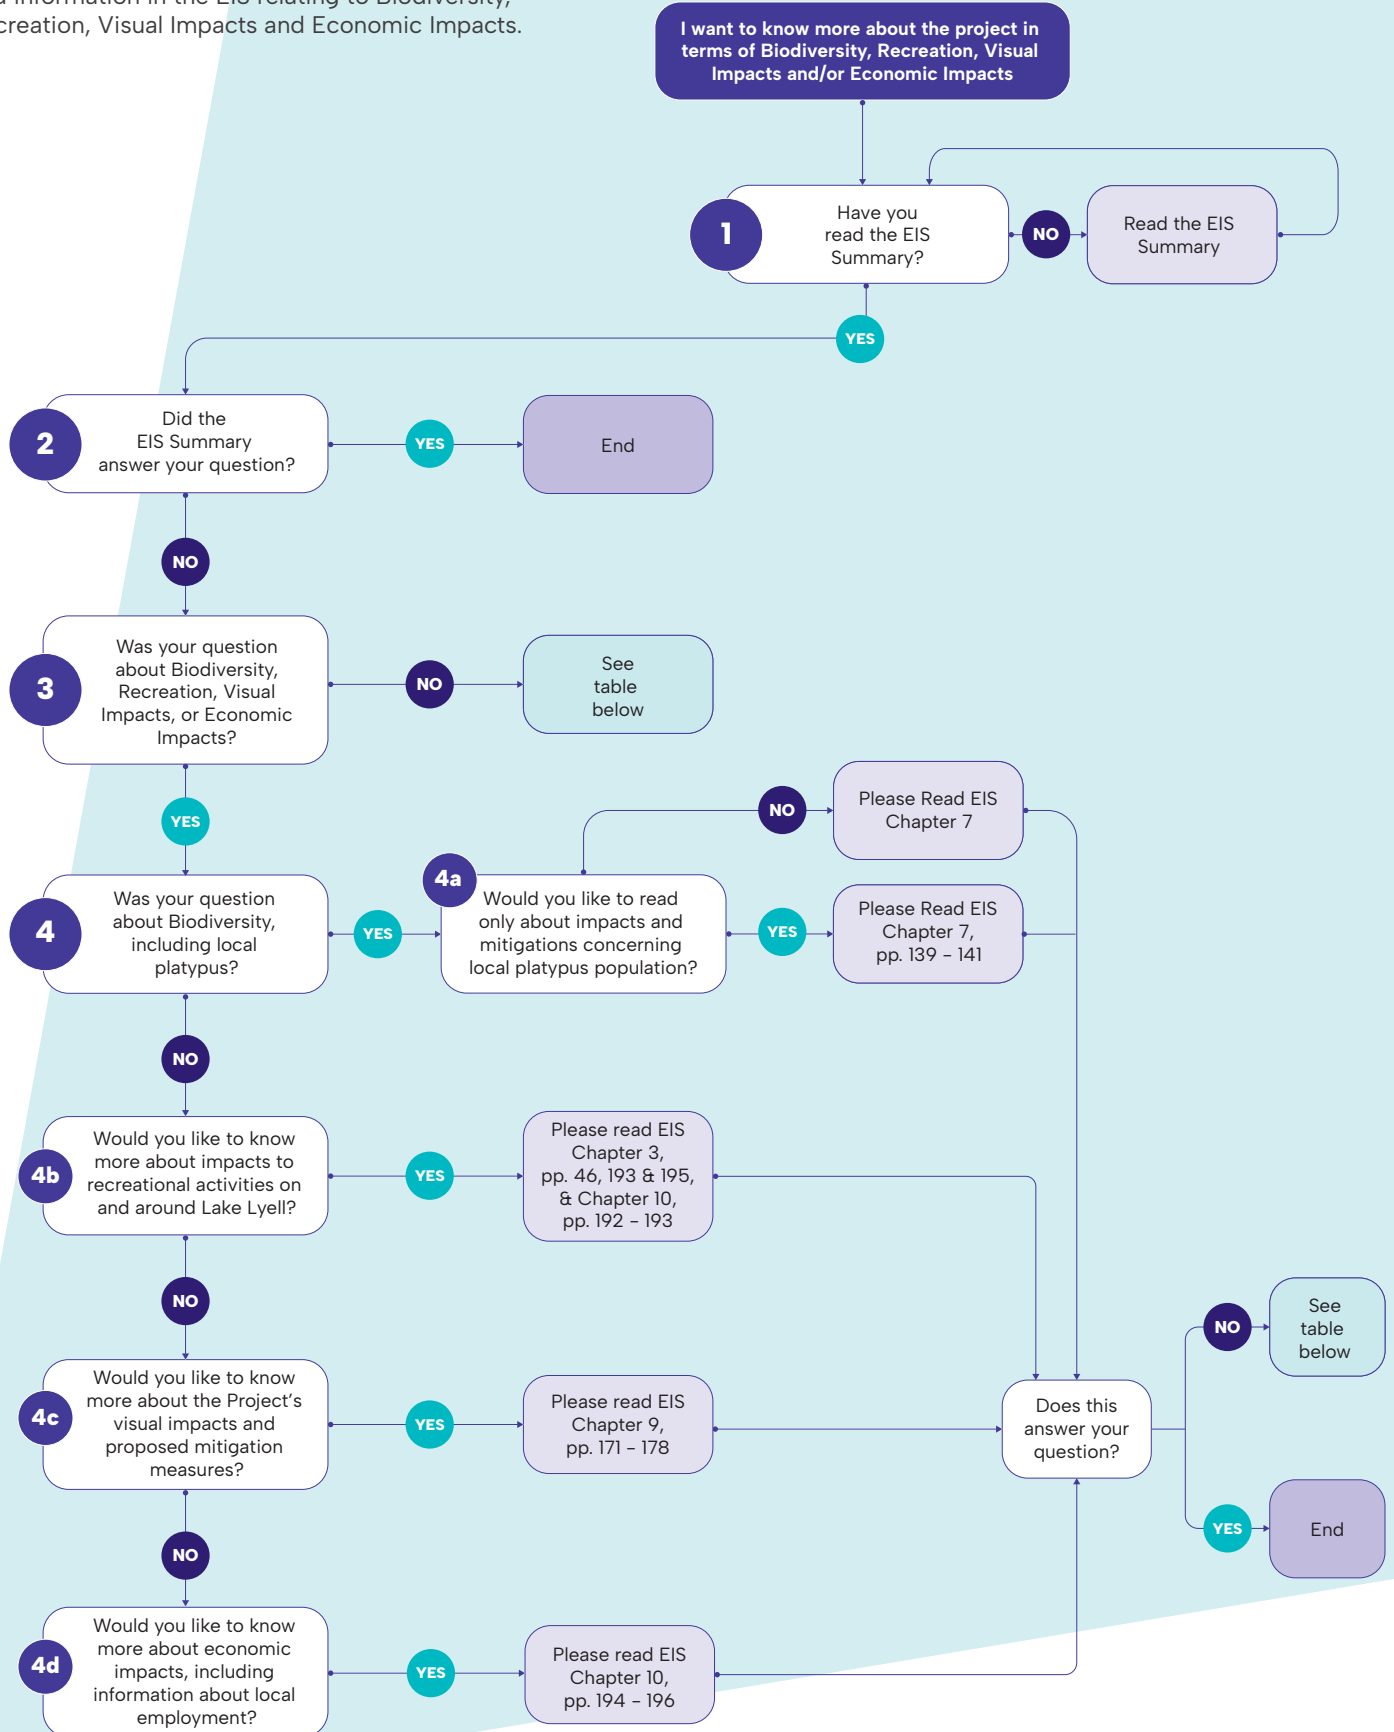 information in the EIS relating to Biodiversity,
creation, Visual Impacts and Economic Impacts.
I want to know more about the project in
terms of Biodiversity, Recreation, Visual
Impacts and/or Economic Impacts
1
Have you
read the EIS
Summary?
NO
Read the EIS
Summary
YES
2
Did the
EIS Summary
answer your question?
YES
End
NO
3
Was your question
about Biodiversity,
Recreation, Visual
Impacts, or Economic
Impacts?
NO
See
table
below
YES
4
Was your question
about Biodiversity,
including local
platypus?
YES
4a
Would you like to read
only about impacts and
mitigations concerning
local platypus population?
NO
Please Read EIS
Chapter 7
YES
Please Read EIS
Chapter 7,
pp. 139 - 141
NO
4b
Would you like to know
more about impacts to
recreational activities on
and around Lake Lyell?
YES
Please read EIS
Chapter 3,
pp. 46, 193 & 195,
& Chapter 10,
pp. 192 - 193
NO
4c
Would you like to know
more about the Project's
visual impacts and
proposed mitigation
measures?
YES
Please read EIS
Chapter 9,
pp. 171 - 178
NO
4d
Would you like to know
more about economic
impacts, including
information about local
employment?
YES
Please read EIS
Chapter 10,
pp. 194 - 196
Does this
answer your
question?
NO
See
table
below
YES
End